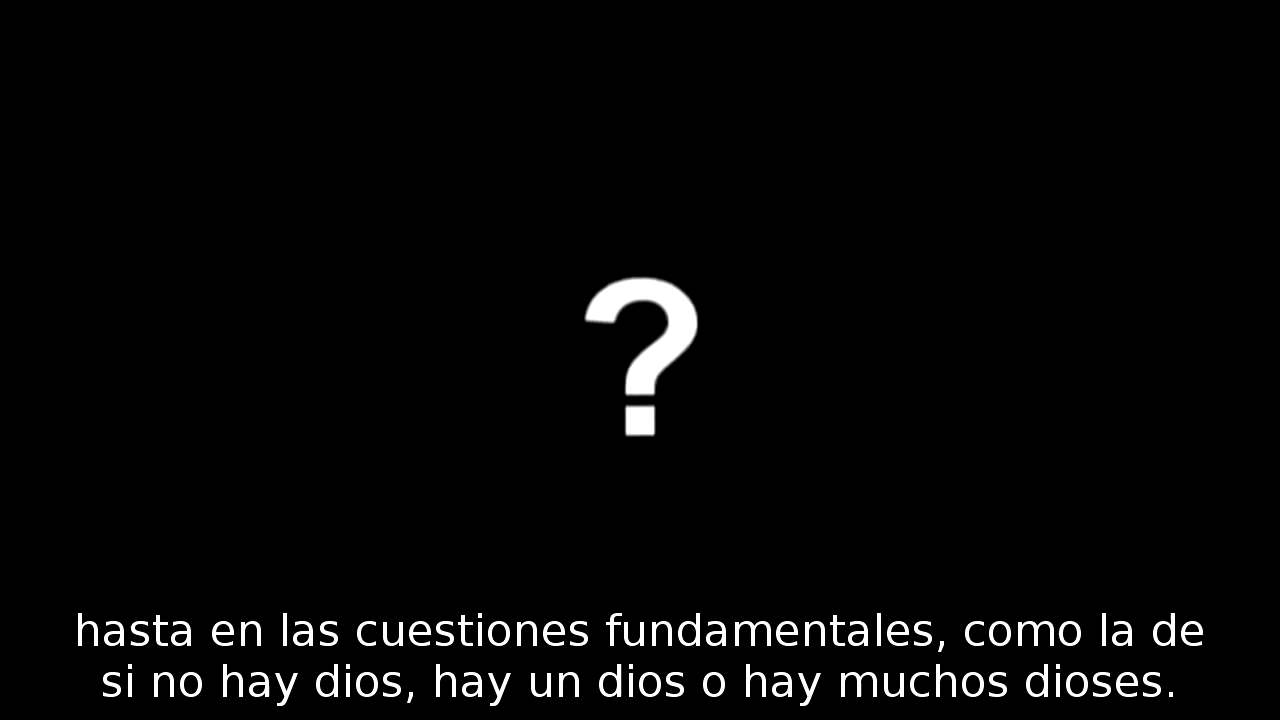 ?
hasta en las cuestiones fundamentales, como la de
si no hay dios, hay un dios o hay muchos dioses.